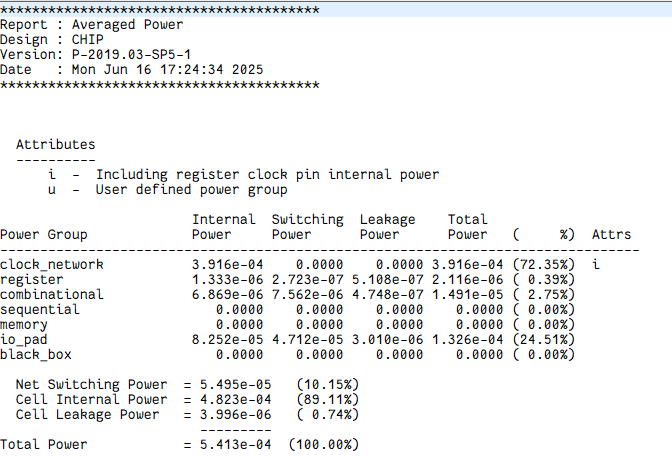 ****************************************
Report : Averaged Power
Design : CHIP
Version: P-2019.03-SP5-1
Date   : Mon Jun 16 17:24:34 2025
****************************************
  Attributes
  ----------
      i  -  Including register clock pin internal power
      u  -  User defined power group
                        Internal  Switching  Leakage    Total
Power Group             Power     Power      Power      Power   (     %)  Attrs
--------------------------------------------------------------------------------
clock_network           3.916e-04    0.0000    0.0000 3.916e-04 (72.35%)  i
register                1.333e-06 2.723e-07 5.108e-07 2.116e-06 ( 0.39%)
combinational           6.869e-06 7.562e-06 4.748e-07 1.491e-05 ( 2.75%)
sequential                 0.0000    0.0000    0.0000    0.0000 ( 0.00%)
memory                     0.0000    0.0000    0.0000    0.0000 ( 0.00%)
io_pad                  8.252e-05 4.712e-05 3.010e-06 1.326e-04 (24.51%)
black_box                  0.0000    0.0000    0.0000    0.0000 ( 0.00%)
  Net Switching Power  = 5.495e-05   (10.15%)
  Cell Internal Power  = 4.823e-04   (89.11%)
  Cell Leakage Power   = 3.996e-06   ( 0.74%)
                         ---------
Total Power            = 5.413e-04  (100.00%)